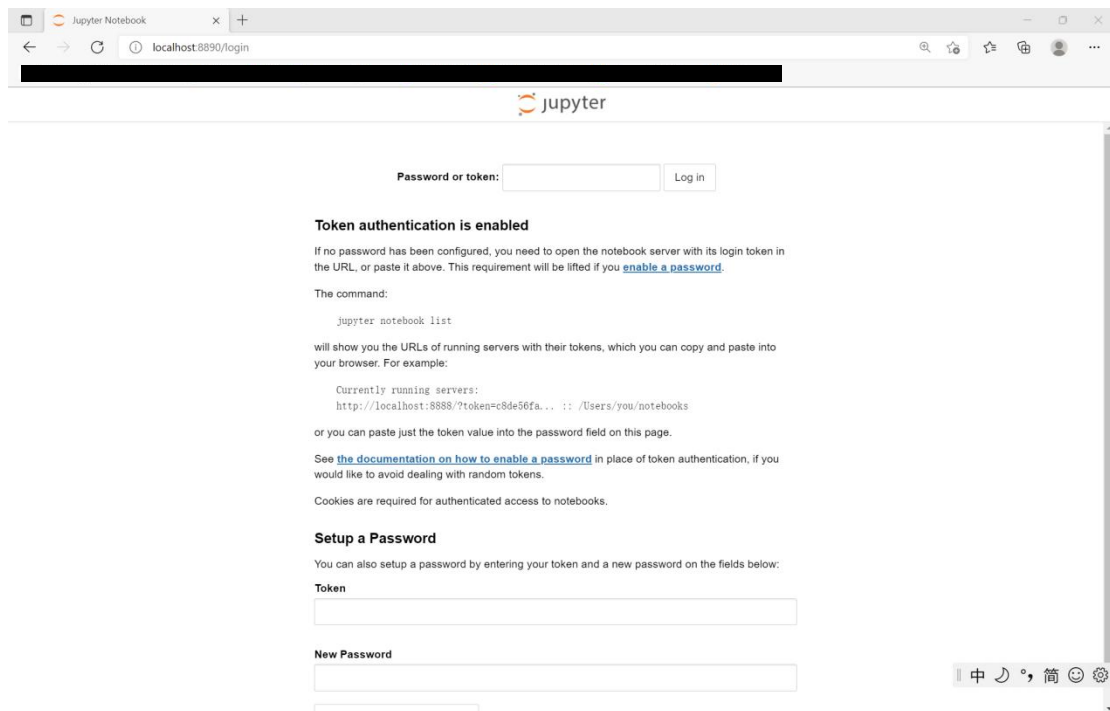 Jupyter Notebook
localhost:8890/login
jupyter
Password or token: Log in
Token authentication is enabled
If no password has been configured, you need to open the notebook server with its login token in
the URL, or paste it above. This requirement will be lifted if you enable a password.
The command:
jupyter notebook list
will show you the URLs of running servers with their tokens, which you can copy and paste into
your browser. For example:
Currently running servers:
http://localhost:8888/?token=c8de56fa... :: /Users/you/notebooks
or you can paste just the token value into the password field on this page.
See the documentation on how to enable a password in place of token authentication, if you
would like to avoid dealing with random tokens.
Cookies are required for authenticated access to notebooks.
Setup a Password
You can also setup a password by entering your token and a new password on the fields below:
Token
New Password
中 °, 简